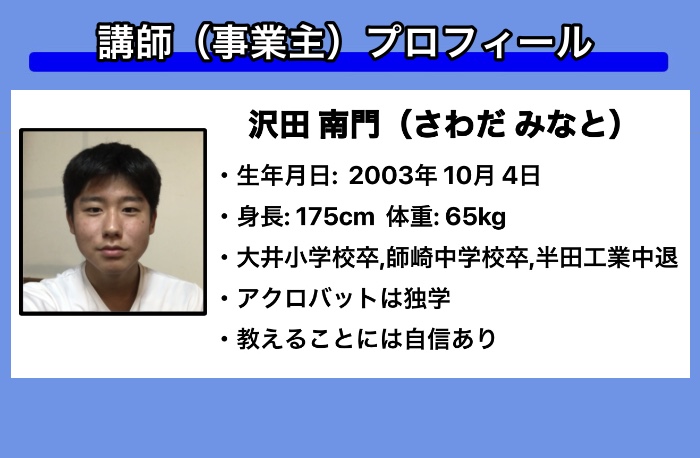 講師（事業主）プロフィール
沢田 南門（さわだ みなと）
・生年月日: 2003年 10月 4日
・身長: 175cm 体重: 65kg
・大井小学校卒,師崎中学校卒,半田工業中退
・アクロバットは独学
・教えることには自信あり